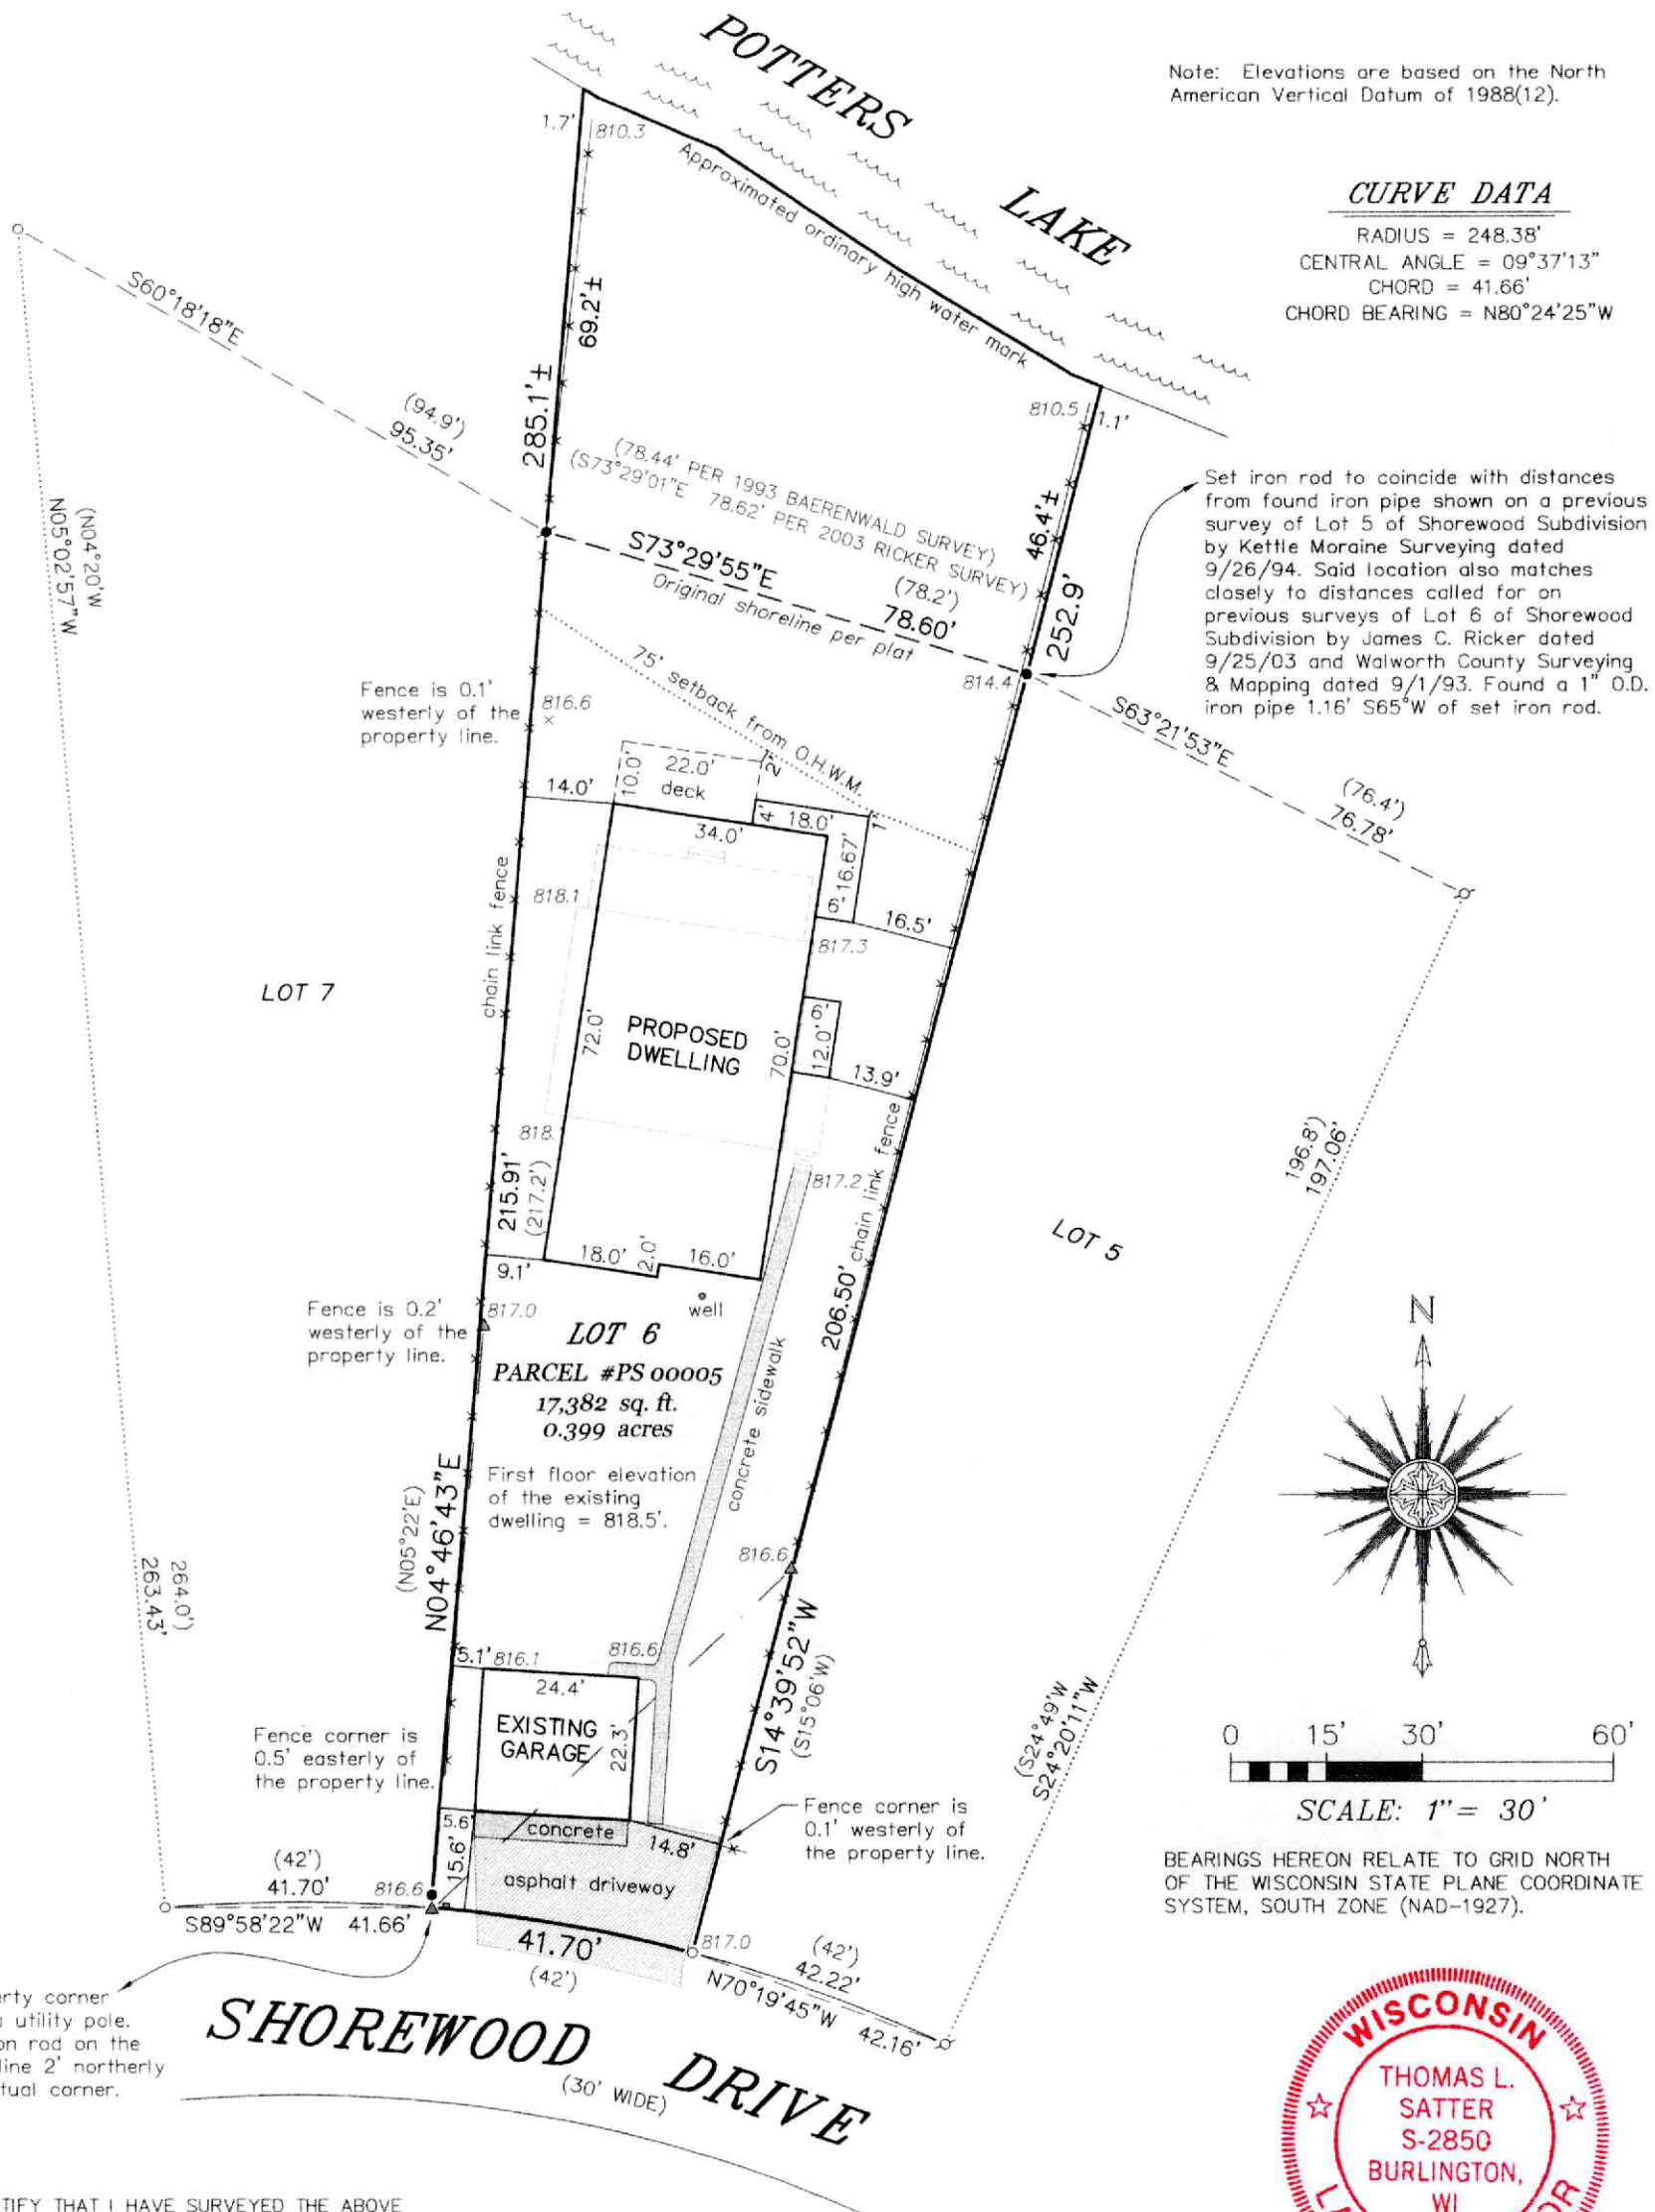 POTTERS
LAKE
Note: Elevations are based on the North
American Vertical Datum of 1988(12).
CURVE DATA
RADIUS = 248.38'
CENTRAL ANGLE = 09°37'13"
CHORD = 41.66'
CHORD BEARING = N80°24'25"W
1.7'
810.3
Approximated ordinary high water mark
S60°18'18"E
(94.9')
95.35'
69.2'±
285.1'±
810.5
1.1'
(78.44' PER 1993 BAERENWALD SURVEY)
(S73°29'01"E 78.62' PER 2003 RICKER SURVEY)
S73°29'55"E
(78.2')
78.60'
Original shoreline per plat
46.4'±
252.9'
Set iron rod to coincide with distances
from found iron pipe shown on a previous
survey of Lot 5 of Shorewood Subdivision
by Kettle Moraine Surveying dated
9/26/94. Said location also matches
closely to distances called for on
previous surveys of Lot 6 of Shorewood
Subdivision by James C. Ricker dated
9/25/03 and Walworth County Surveying
& Mapping dated 9/1/93. Found a 1" O.D.
iron pipe 1.16' S65°W of set iron rod.
(N04°20'W
N05°02'57"W
75' setback from O.H.W.M.
814.4
S63°21'53"E
(76.4')
76.78'
Fence is 0.1'
westerly of the
property line.
816.6
14.0'
10.0'
22.0'
deck
2'
4'
18.0'
1'
34.0'
16.67'
6'
16.5'
chain link fence
818.1
817.3
LOT 7
72.0'
PROPOSED
DWELLING
70.0'
6'
12.0'
13.9'
818.
215.91'
(217.2')
817.2
chain link fence
206.50'
196.8')
197.06'
LOT 5
9.1'
18.0'
2.0'
16.0'
well
Fence is 0.2'
westerly of the
property line.
817.0
LOT 6
PARCEL #PS 00005
17,382 sq. ft.
0.399 acres
First floor elevation
of the existing
dwelling = 818.5'.
concrete sidewalk
N
(N05°22'E)
N04°46'43"E
264.0')
263.43'
816.6
S14°39'52"W
(S15°06'W)
5.1'
816.1
816.6
24.4'
EXISTING
GARAGE
22.3'
Fence corner is
0.5' easterly of
the property line.
(S24°49'W
S24°20'11"W
0 15' 30' 60'
SCALE: 1"= 30'
Fence corner is
0.1' westerly of
the property line.
5.6'
concrete
14.8'
15.6'
asphalt driveway
BEARINGS HEREON RELATE TO GRID NORTH
OF THE WISCONSIN STATE PLANE COORDINATE
SYSTEM, SOUTH ZONE (NAD-1927).
(42')
41.70'
816.6
S89°58'22"W 41.66'
41.70'
(42')
817.0
(42')
42.22'
N70°19'45"W 42.16'
rty corner
utility pole.
on rod on the
line 2' northerly
tual corner.
SHOREWOOD DRIVE
(30' WIDE)
WISCONSIN
THOMAS L.
SATTER
S-2850
BURLINGTON,
WI
TIFY THAT I HAVE SURVEYED THE ABOVE